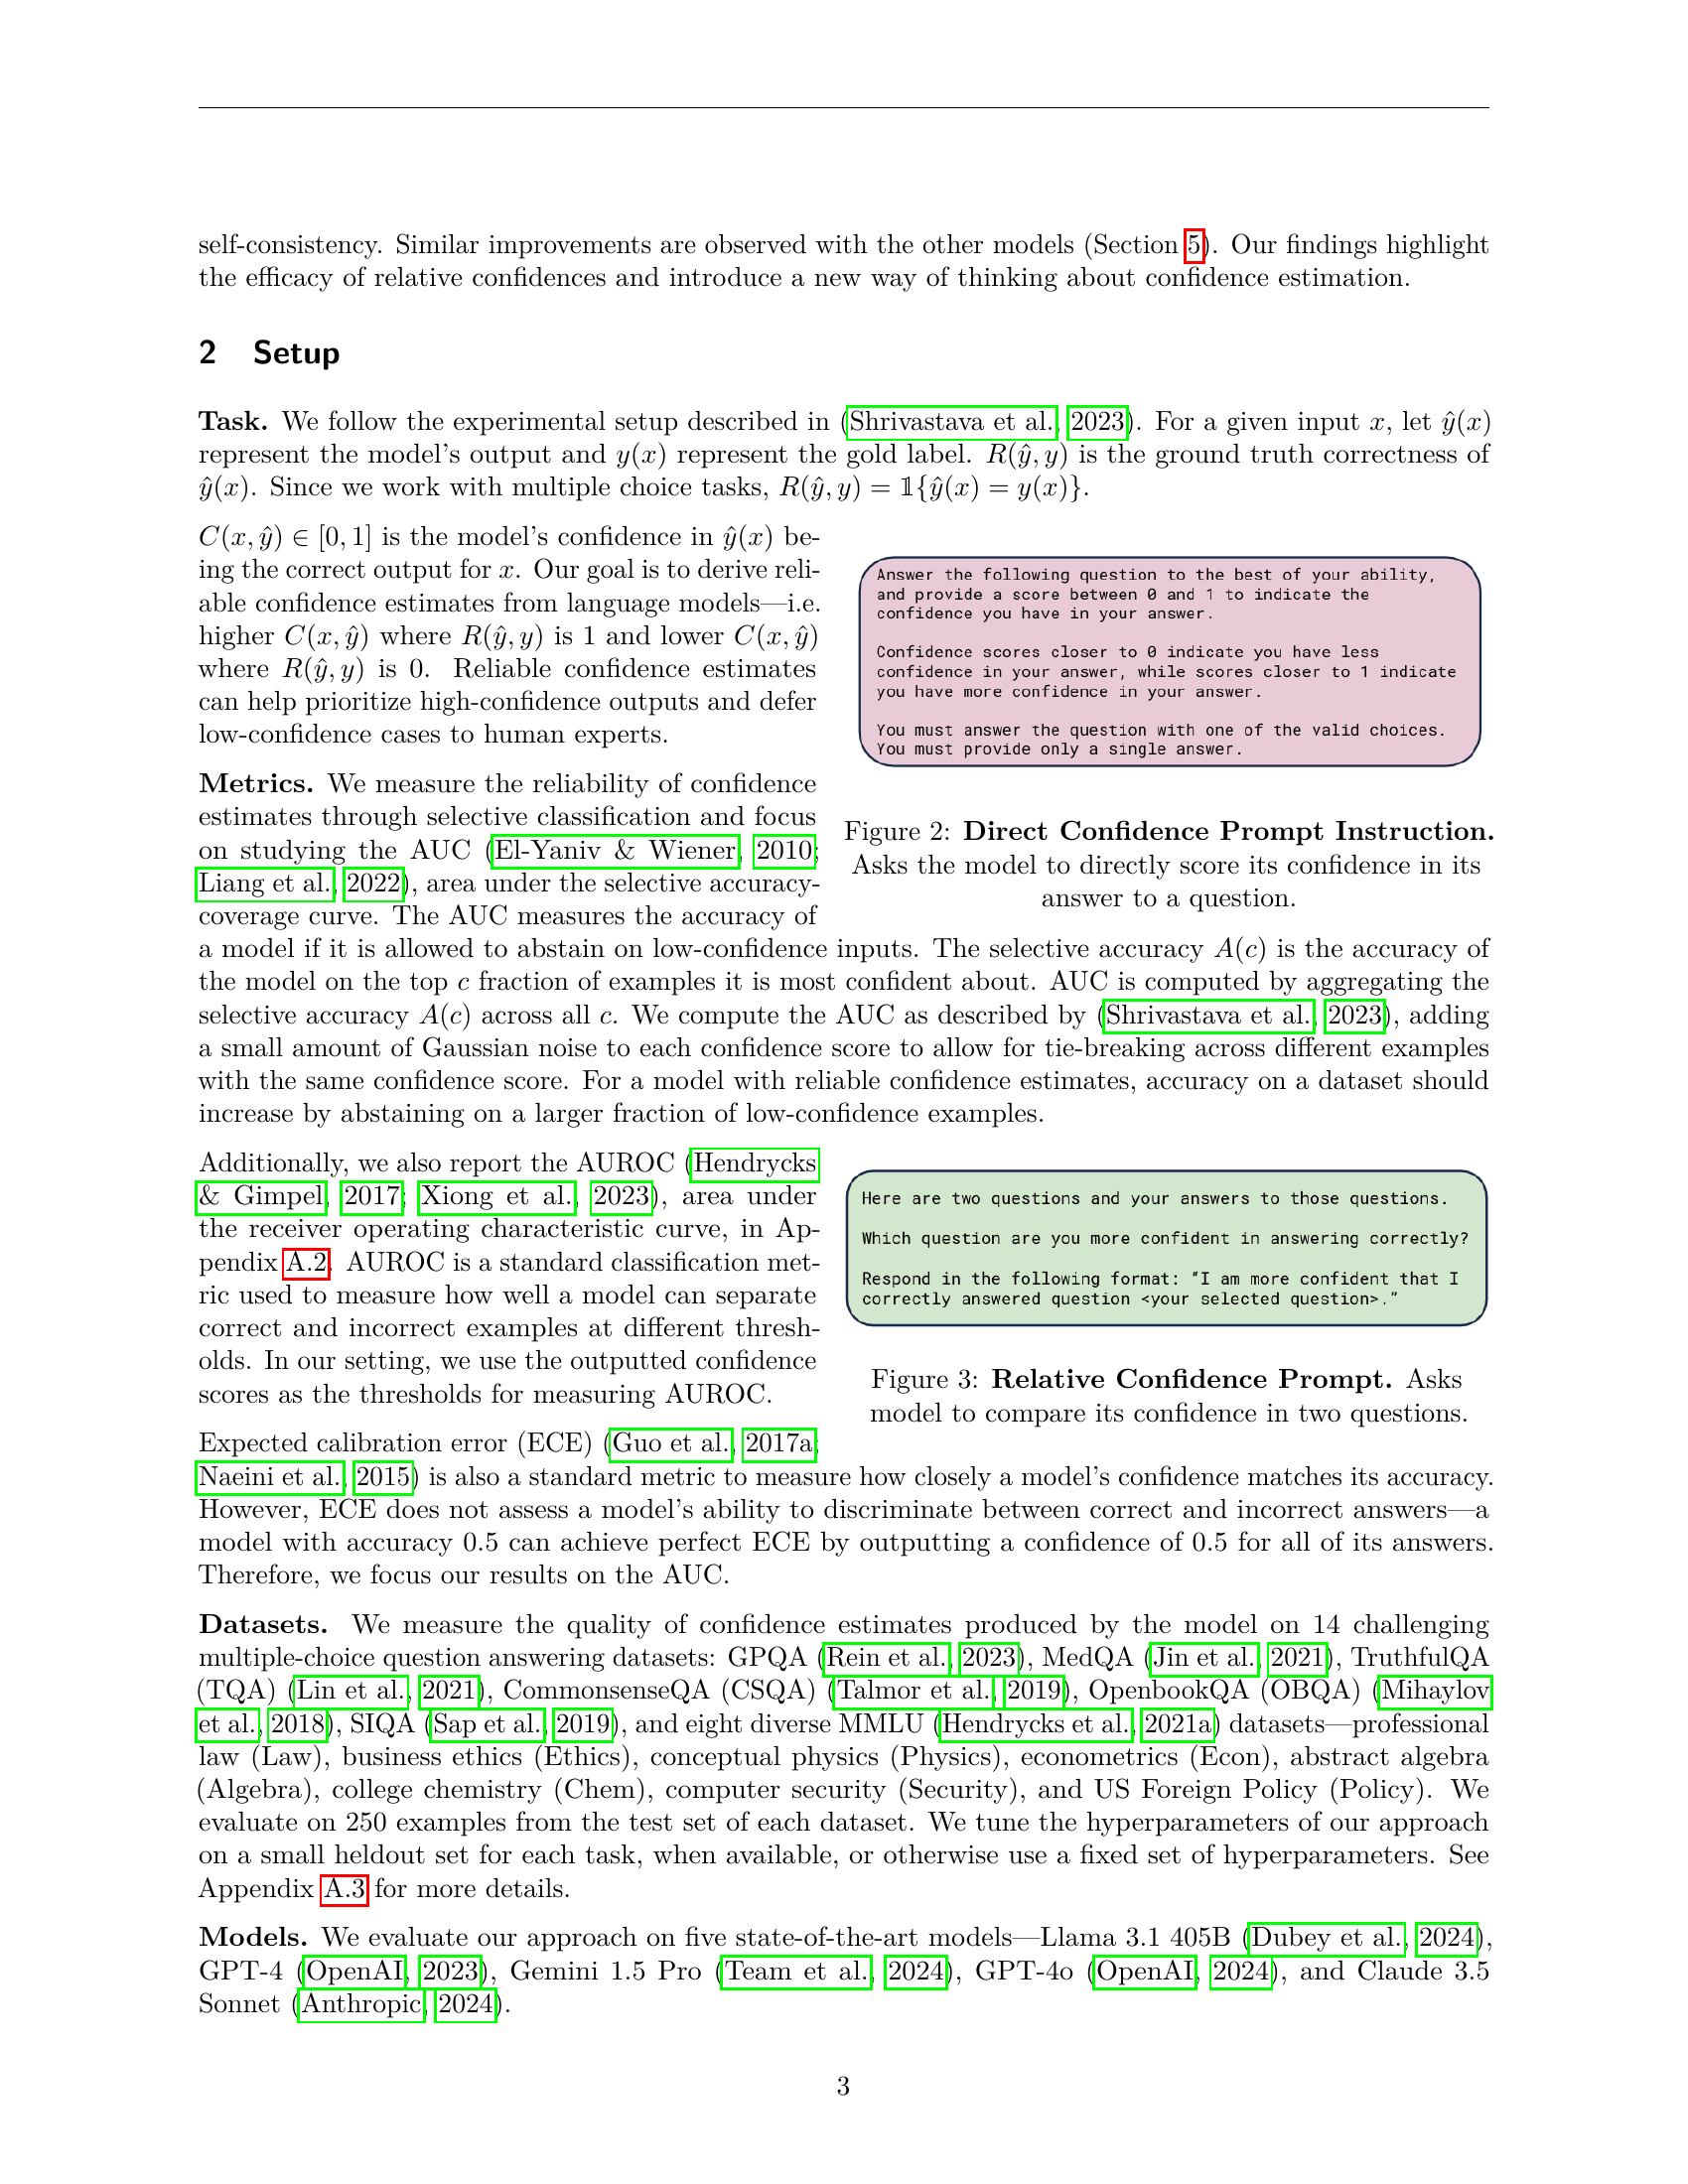 self-consistency. Similar improvements are observed with the other models (Section 5). Our findings highlight
the efficacy of relative confidences and introduce a new way of thinking about confidence estimation.
2 Setup
Task. We follow the experimental setup described in (Shrivastava et al., 2023). For a given input x, let ŷ(x)
represent the model's output and y(x) represent the gold label. R(ŷ, y) is the ground truth correctness of
ŷ(x). Since we work with multiple choice tasks, R(ŷ, y) = 𝟙{ŷ(x) = y(x)}.
C(x, ŷ) ∈ [0, 1] is the model's confidence in ŷ(x) be-
ing the correct output for x. Our goal is to derive reli-
able confidence estimates from language models—i.e.
higher C(x, ŷ) where R(ŷ, y) is 1 and lower C(x, ŷ)
where R(ŷ, y) is 0. Reliable confidence estimates
can help prioritize high-confidence outputs and defer
low-confidence cases to human experts.
Answer the following question to the best of your ability,
and provide a score between 0 and 1 to indicate the
confidence you have in your answer.
Confidence scores closer to 0 indicate you have less
confidence in your answer, while scores closer to 1 indicate
you have more confidence in your answer.
You must answer the question with one of the valid choices.
You must provide only a single answer.
Figure 2: Direct Confidence Prompt Instruction.
Asks the model to directly score its confidence in its
answer to a question.
Metrics. We measure the reliability of confidence
estimates through selective classification and focus
on studying the AUC (El-Yaniv & Wiener, 2010;
Liang et al., 2022), area under the selective accuracy-
coverage curve. The AUC measures the accuracy of
a model if it is allowed to abstain on low-confidence inputs. The selective accuracy A(c) is the accuracy of
the model on the top c fraction of examples it is most confident about. AUC is computed by aggregating the
selective accuracy A(c) across all c. We compute the AUC as described by (Shrivastava et al., 2023), adding
a small amount of Gaussian noise to each confidence score to allow for tie-breaking across different examples
with the same confidence score. For a model with reliable confidence estimates, accuracy on a dataset should
increase by abstaining on a larger fraction of low-confidence examples.
Additionally, we also report the AUROC (Hendrycks
& Gimpel, 2017; Xiong et al., 2023), area under
the receiver operating characteristic curve, in Ap-
pendix A.2. AUROC is a standard classification met-
ric used to measure how well a model can separate
correct and incorrect examples at different thresh-
olds. In our setting, we use the outputted confidence
scores as the thresholds for measuring AUROC.
Here are two questions and your answers to those questions.
Which question are you more confident in answering correctly?
Respond in the following format: “I am more confident that I
correctly answered question <your selected question>.”
Figure 3: Relative Confidence Prompt. Asks
model to compare its confidence in two questions.
Expected calibration error (ECE) (Guo et al., 2017a;
Naeini et al., 2015) is also a standard metric to measure how closely a model's confidence matches its accuracy.
However, ECE does not assess a model's ability to discriminate between correct and incorrect answers—a
model with accuracy 0.5 can achieve perfect ECE by outputting a confidence of 0.5 for all of its answers.
Therefore, we focus our results on the AUC.
Datasets. We measure the quality of confidence estimates produced by the model on 14 challenging
multiple-choice question answering datasets: GPQA (Rein et al., 2023), MedQA (Jin et al., 2021), TruthfulQA
(TQA) (Lin et al., 2021), CommonsenseQA (CSQA) (Talmor et al., 2019), OpenbookQA (OBQA) (Mihaylov
et al., 2018), SIQA (Sap et al., 2019), and eight diverse MMLU (Hendrycks et al., 2021a) datasets—professional
law (Law), business ethics (Ethics), conceptual physics (Physics), econometrics (Econ), abstract algebra
(Algebra), college chemistry (Chem), computer security (Security), and US Foreign Policy (Policy). We
evaluate on 250 examples from the test set of each dataset. We tune the hyperparameters of our approach
on a small heldout set for each task, when available, or otherwise use a fixed set of hyperparameters. See
Appendix A.3 for more details.
Models. We evaluate our approach on five state-of-the-art models—Llama 3.1 405B (Dubey et al., 2024),
GPT-4 (OpenAI, 2023), Gemini 1.5 Pro (Team et al., 2024), GPT-4o (OpenAI, 2024), and Claude 3.5
Sonnet (Anthropic, 2024).
3